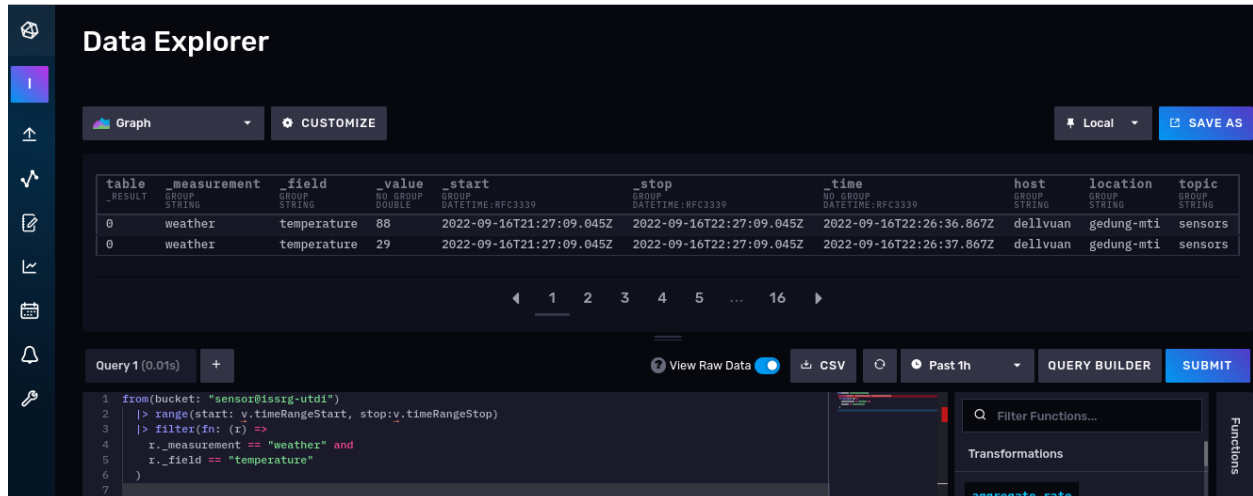 Data Explorer
I
Graph
CUSTOMIZE
Local
SAVE AS
table _measurement _field _value _start _stop _time host location topic
_RESULT GROUP GROUP NO GROUP GROUP GROUP NO GROUP GROUP GROUP GROUP
STRING STRING DOUBLE DATETIME:RFC3339 DATETIME:RFC3339 DATETIME:RFC3339 STRING STRING STRING
0 weather temperature 88 2022-09-16T21:27:09.045Z 2022-09-16T22:27:09.045Z 2022-09-16T22:26:36.867Z dellvuan gedung-mti sensors
0 weather temperature 29 2022-09-16T21:27:09.045Z 2022-09-16T22:27:09.045Z 2022-09-16T22:26:37.867Z dellvuan gedung-mti sensors
1 2 3 4 5 ... 16
Query 1 (0.01s) + ? View Raw Data CSV Past 1h QUERY BUILDER SUBMIT
1 from(bucket: "sensor@issrg-utdi")
2 |> range(start: v.timeRangeStart, stop:v.timeRangeStop)
3 |> filter(fn: (r) =>
4 r._measurement == "weather" and
5 r._field == "temperature"
6 )
7
Filter Functions...
Transformations
aggregate.rate
Functions